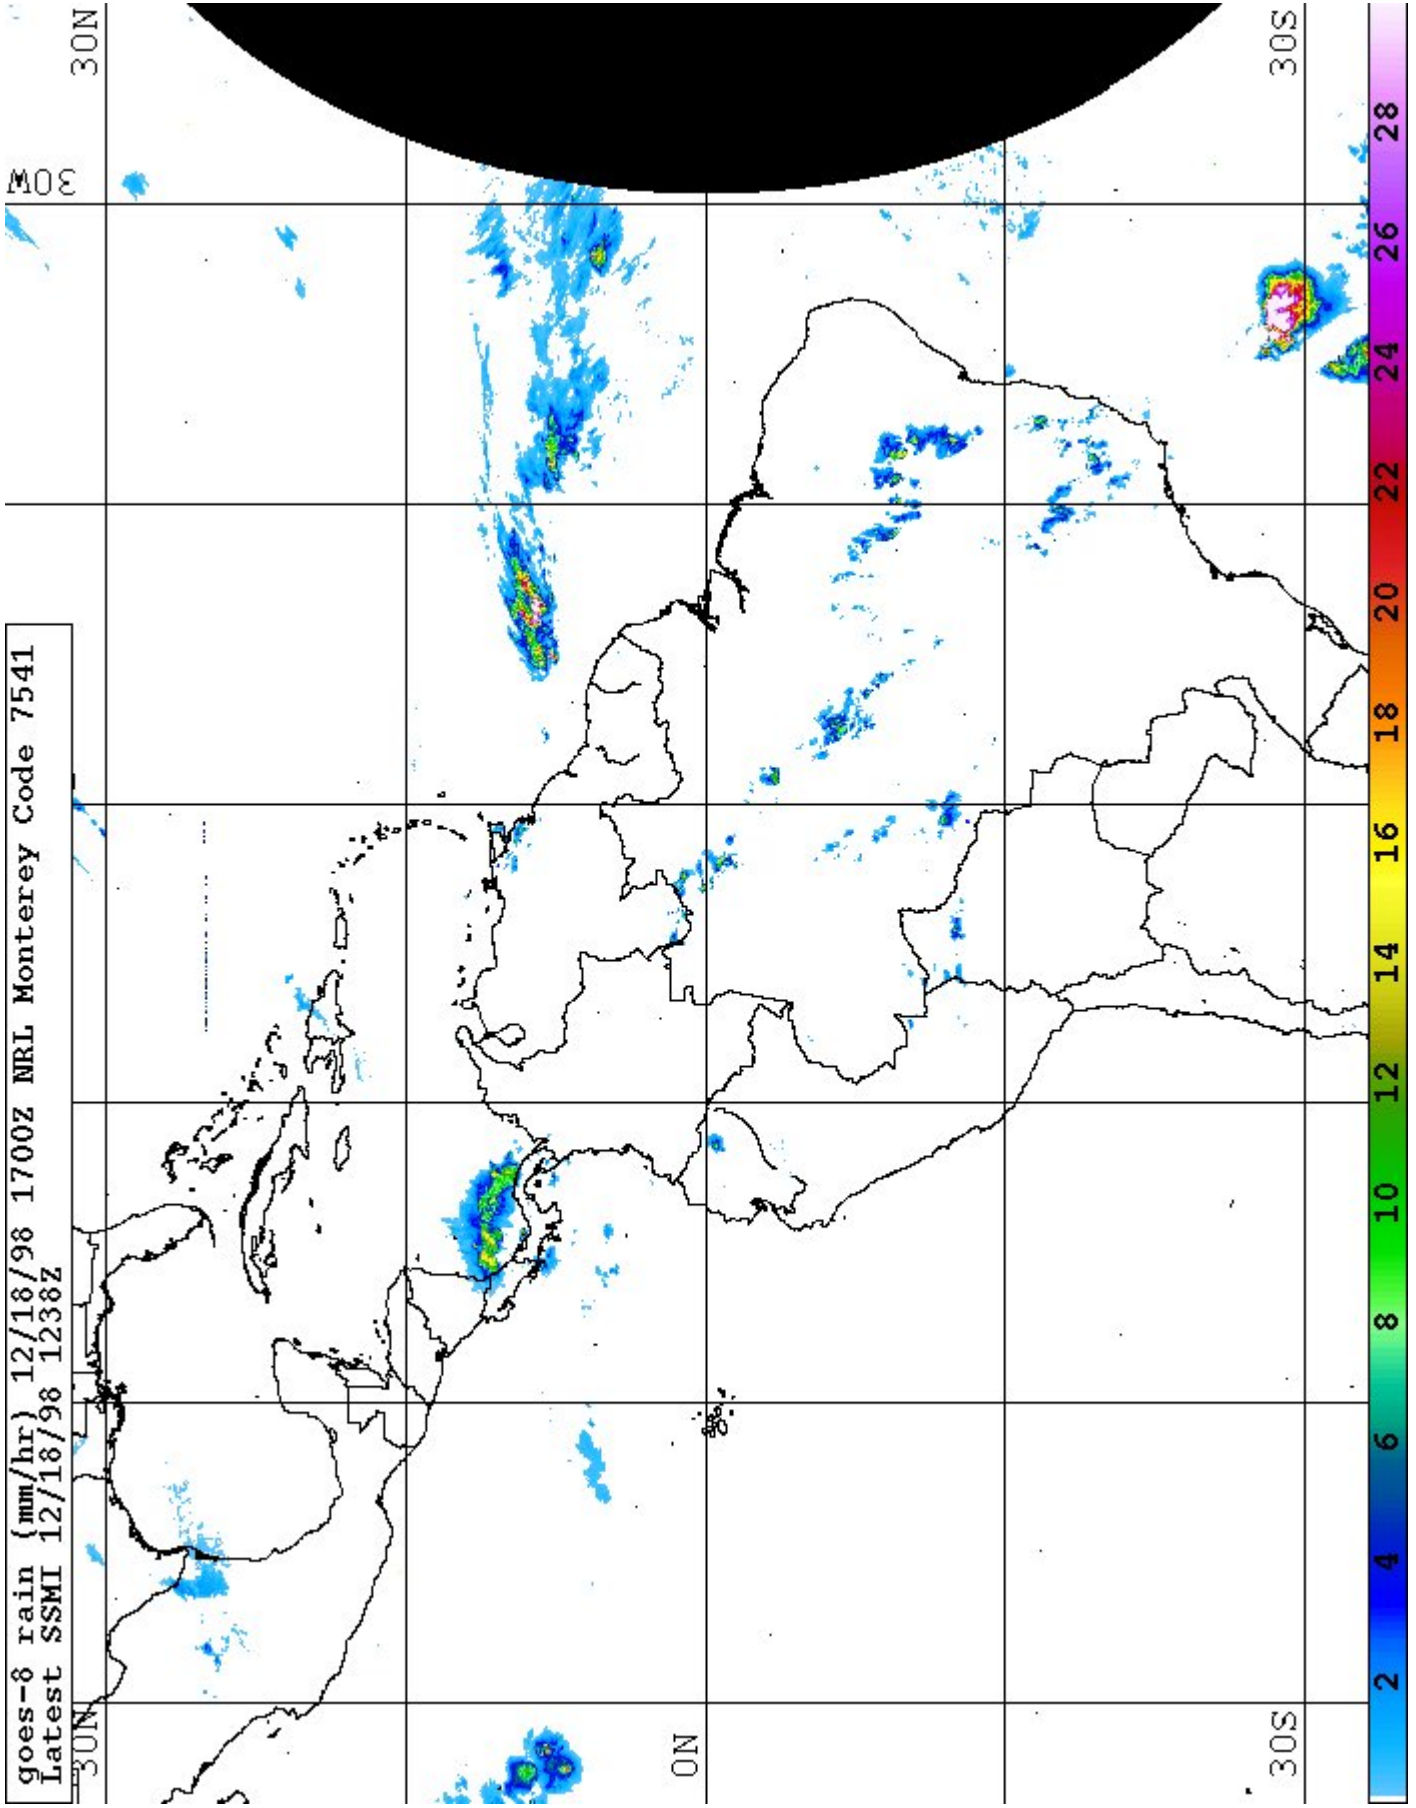 goes-8 rain (mm/hr) 12/18/98 1700Z NRL Monterey Code 7541
Latest SSMI 12/18/98 1238Z
30N
30N
30W
0N
30S
30S
2 4 6 8 10 12 14 16 18 20 22 24 26 28